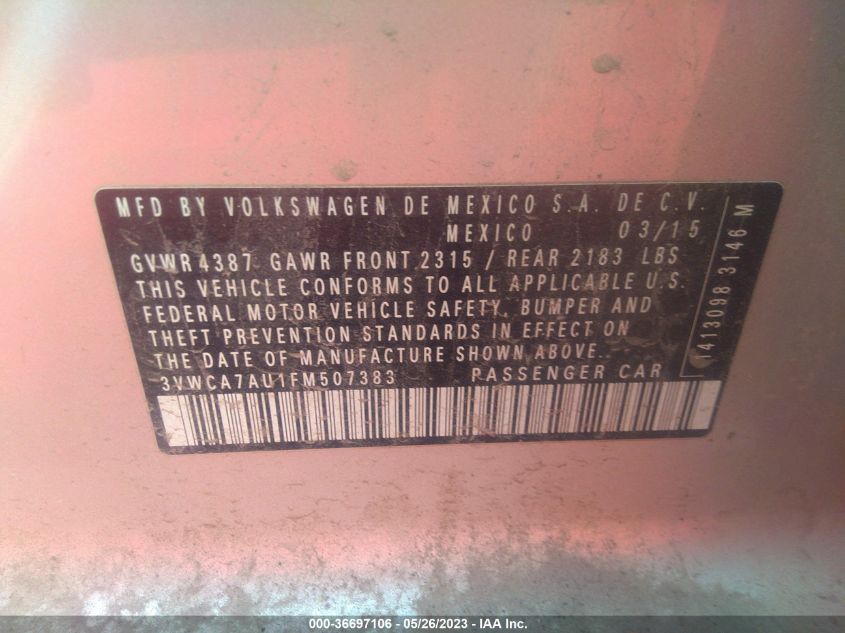 MFD BY VOLKSWAGEN DE MEXICO S.A. DE C.V.
MEXICO 03/15
GVWR 4387 GAWR FRONT 2315 / REAR 2183 LBS
THIS VEHICLE CONFORMS TO ALL APPLICABLE U.S.
FEDERAL MOTOR VEHICLE SAFETY, BUMPER AND
THEFT PREVENTION STANDARDS IN EFFECT ON
THE DATE OF MANUFACTURE SHOWN ABOVE.
3VWCA7AU1FM507383 PASSENGER CAR
1413098 3146 M
000-36697106 - 05/26/2023 - IAA Inc.